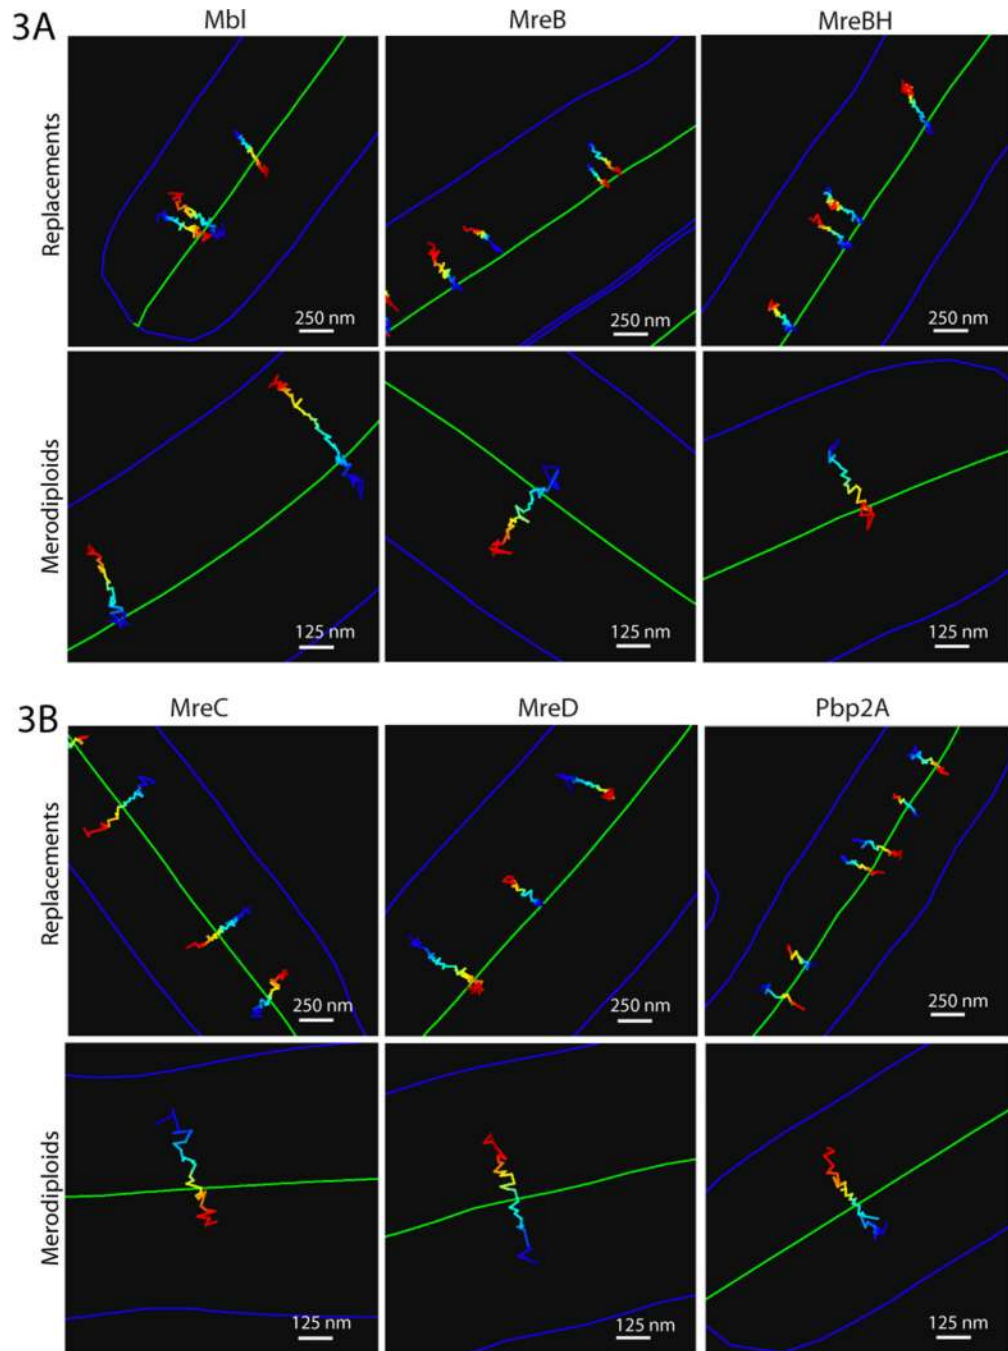 3A
Mbl
MreB
MreBH
Replacements
250 nm
250 nm
250 nm
Merodiploids
125 nm
125 nm
125 nm
3B
MreC
MreD
Pbp2A
Replacements
250 nm
250 nm
250 nm
Merodiploids
125 nm
125 nm
125 nm